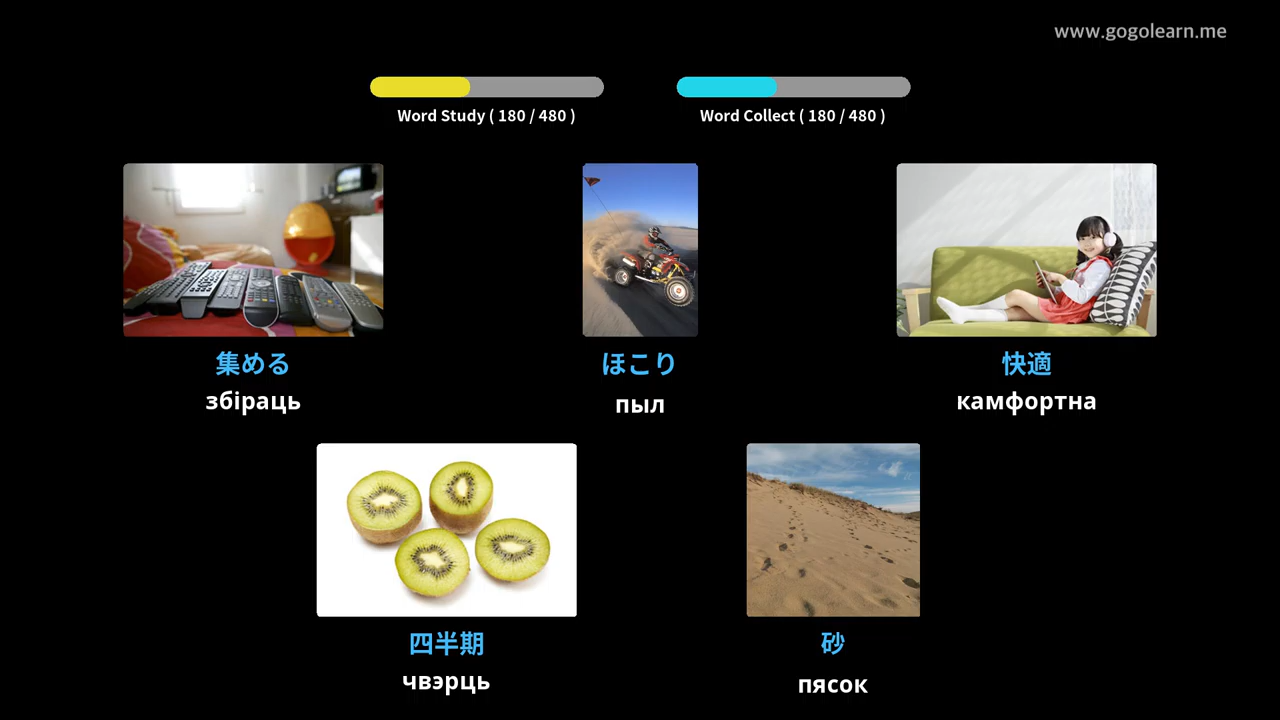 www.gogolearn.me
Word Study ( 180 / 480 )
Word Collect ( 180 / 480 )
集める
збіраць
ほこり
пыл
快適
камфортна
四半期
чвэрць
砂
пясок